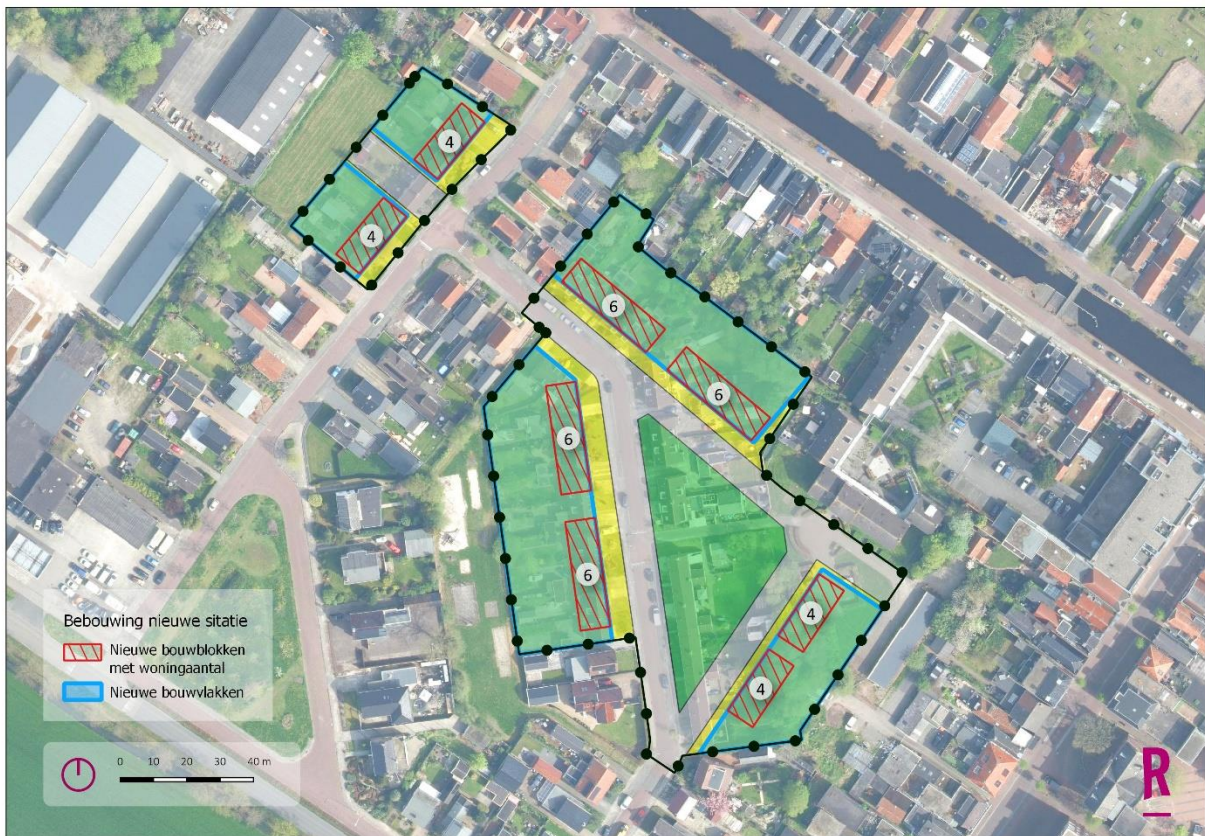 4
4
6
6
6
6
4
4
Bebouwing nieuwe sitatie
Nieuwe bouwblokken
met woningaantal
Nieuwe bouwvlakken
0 10 20 30 40 m
R